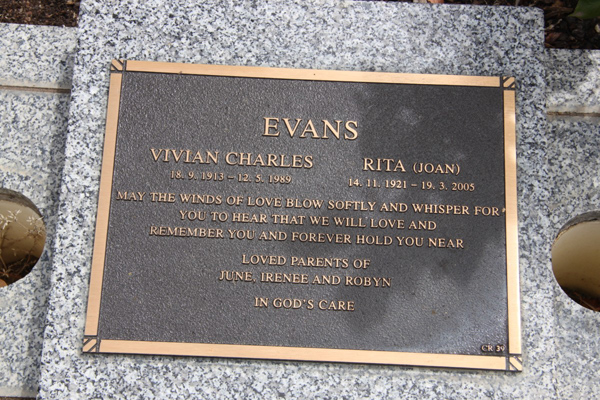 EVANS
VIVIAN CHARLES RITA (JOAN)
18. 9. 1913 – 12. 5. 1989 14. 11. 1921 – 19. 3. 2005
MAY THE WINDS OF LOVE BLOW SOFTLY AND WHISPER FOR
YOU TO HEAR THAT WE WILL LOVE AND
REMEMBER YOU AND FOREVER HOLD YOU NEAR
LOVED PARENTS OF
JUNE, IRENEE AND ROBYN
IN GOD'S CARE
CR 39